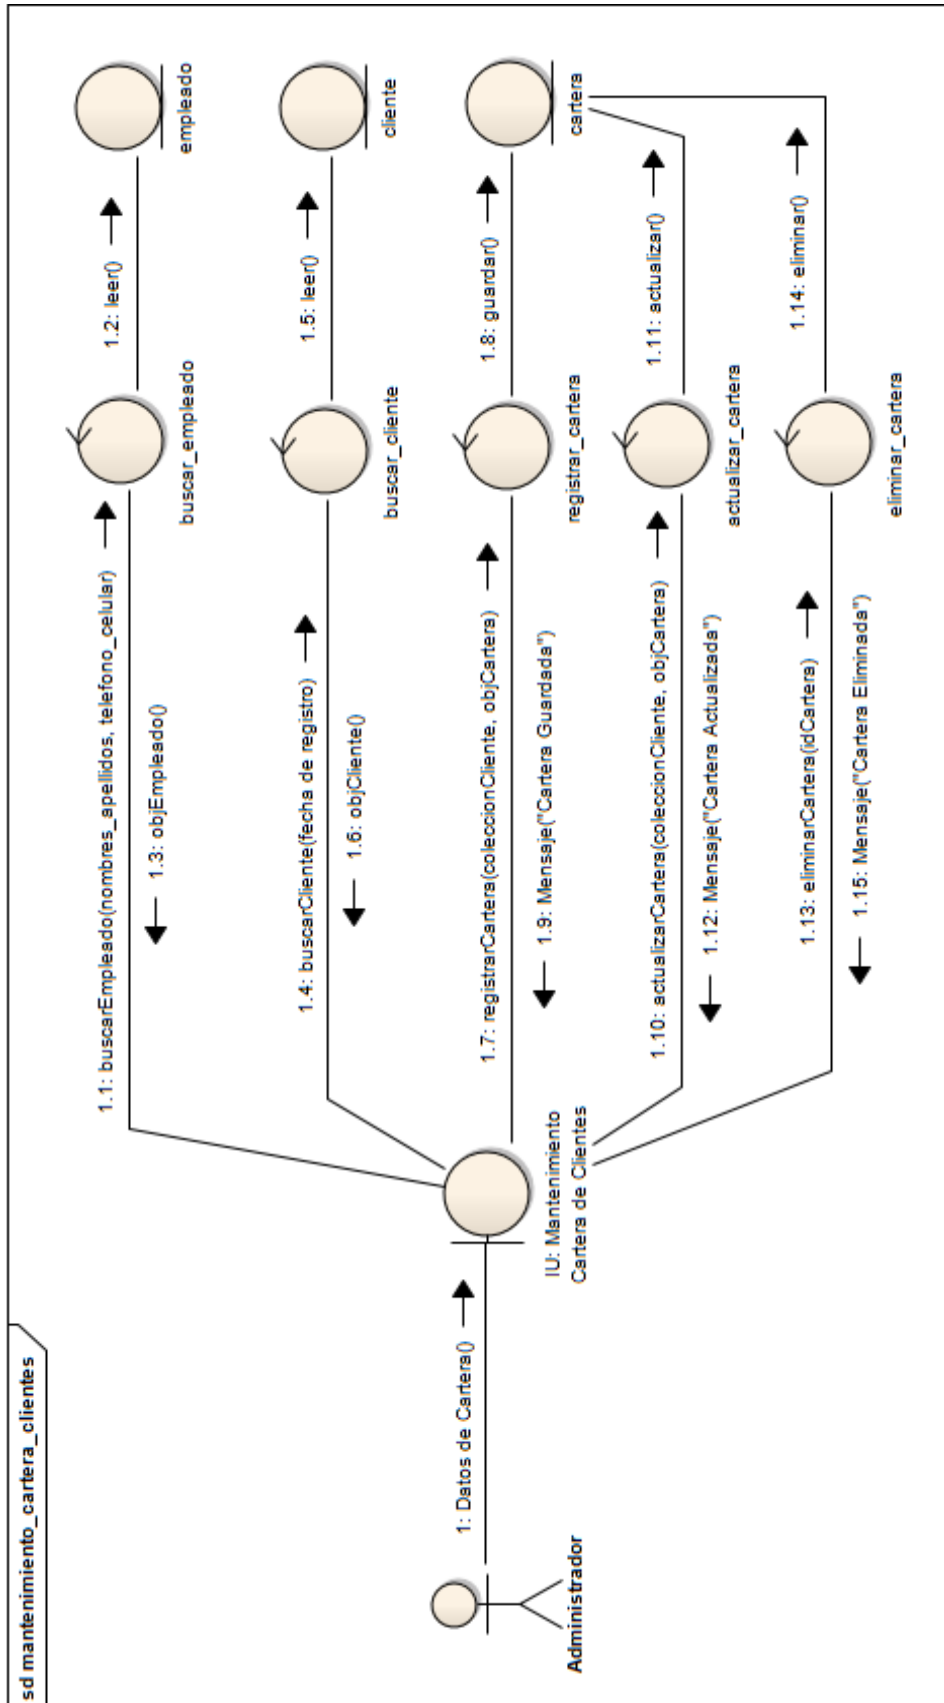 sd mantenimiento_cartera_clientes
1.1: buscarEmpleado(nombres_apellidos, telefono_celular)
1.3: objEmpleado()
buscar_empleado
1.2: leer()
empleado
1.4: buscarCliente(fecha de registro)
1.6: objCliente()
buscar_cliente
1.5: leer()
cliente
Administrador
1: Datos de Cartera()
IU: Mantenimiento
Cartera de Clientes
1.7: registrarCartera(coleccionCliente, objCartera)
1.9: Mensaje("Cartera Guardada")
registrar_cartera
1.8: guardar()
cartera
1.10: actualizarCartera(coleccionCliente, objCartera)
1.12: Mensaje("Cartera Actualizada")
actualizar_cartera
1.11: actualizar()
1.13: eliminarCartera(idCartera)
1.15: Mensaje("Cartera Eliminada")
eliminar_cartera
1.14: eliminar()